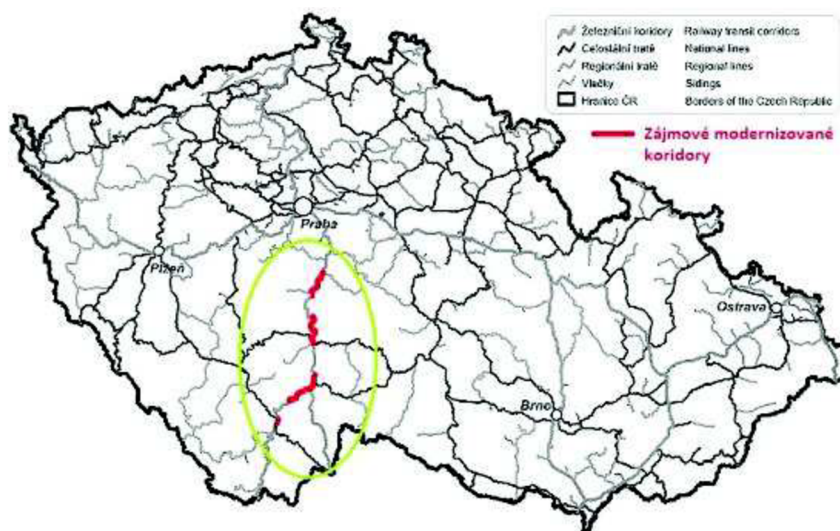 Železniční koridory Railway transit corridors
Celostátní tratě National lines
Regionální tratě Regional lines
Vlečky Sidings
Hranice ČR Borders of the Czech Republic
Zájmové modernizované
koridory
Praha
Plzeň
Ostrava
Brno